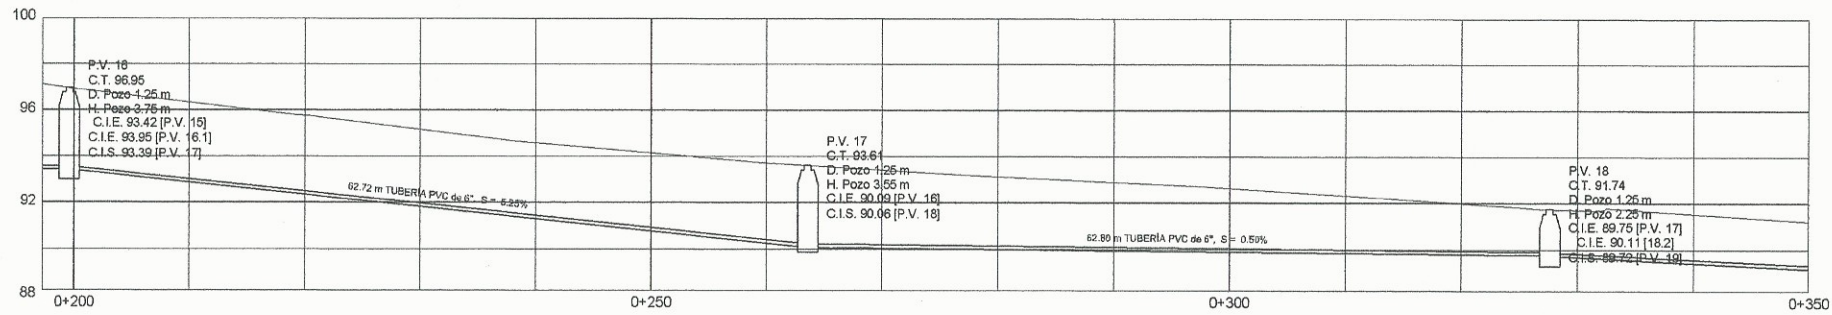 100
96
92
88
P.V. 16
C.T. 96.95
D. Pozo 1.25 m
H. Pozo 3.75 m
C.I.E. 93.42 [P.V. 15]
C.I.E. 93.95 [P.V. 16.1]
C.I.S. 93.39 [P.V. 17]
62.72 m TUBERÍA PVC de 6", S = 5.25%
P.V. 17
C.T. 93.61
D. Pozo 1.25 m
H. Pozo 3.55 m
C.I.E. 90.09 [P.V. 16]
C.I.S. 90.06 [P.V. 18]
62.80 m TUBERÍA PVC de 6", S = 0.50%
P.V. 18
C.T. 91.74
D. Pozo 1.25 m
H. Pozo 2.25 m
C.I.E. 89.75 [P.V. 17]
C.I.E. 90.11 [18.2]
C.I.S. 89.72 [P.V. 19]
0+200
0+250
0+300
0+350